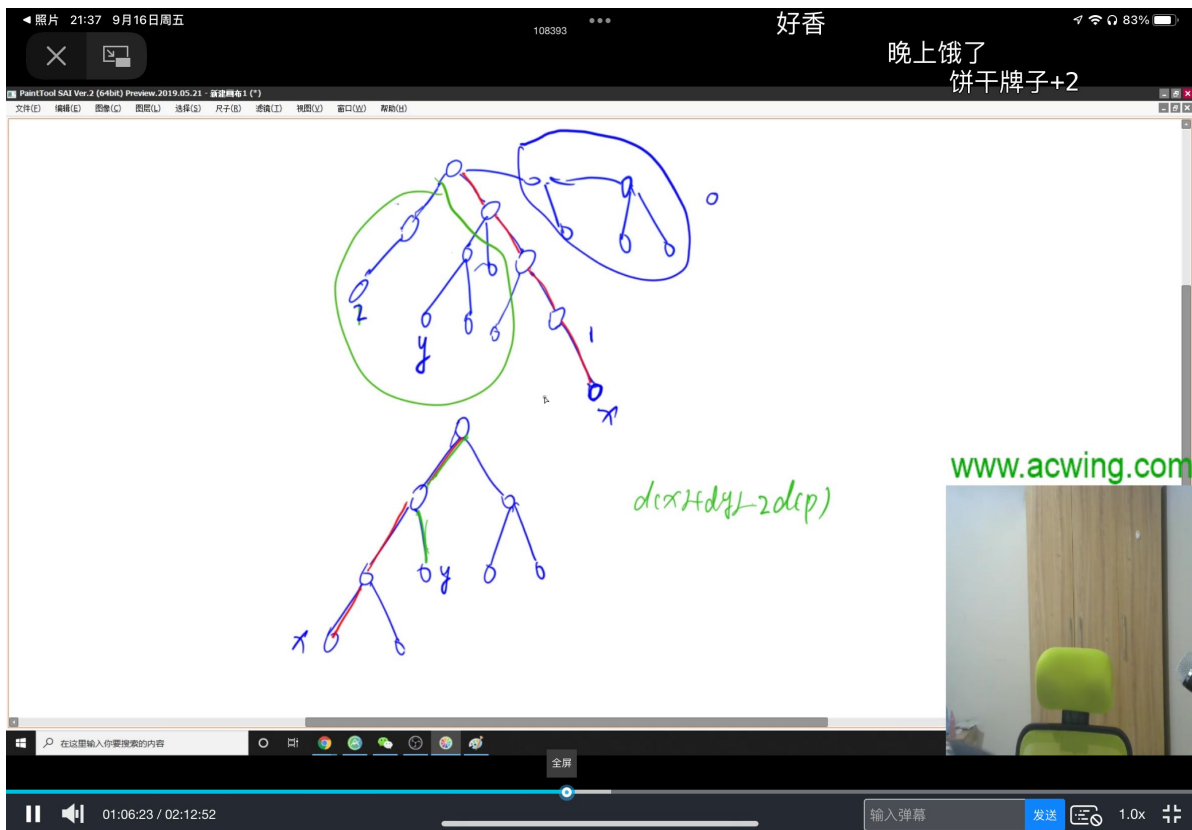 照片 21:37 9月16日周五
108393
好香
83%
晚上饿了
饼干牌子+2
PaintTool SAI Ver.2 (64bit) Preview.2019.05.21 - 新建画布1 (*)
文件(F) 编辑(E) 图像(C) 图层(L) 选择(S) 尺子(R) 滤镜(T) 视图(V) 窗口(W) 帮助(H)
2
y
1
x
www.acwing.com
d(x)+d(y)-2d(p)
y
x
在这里输入你要搜索的内容
全屏
01:06:23 / 02:12:52
输入弹幕
发送
1.0x